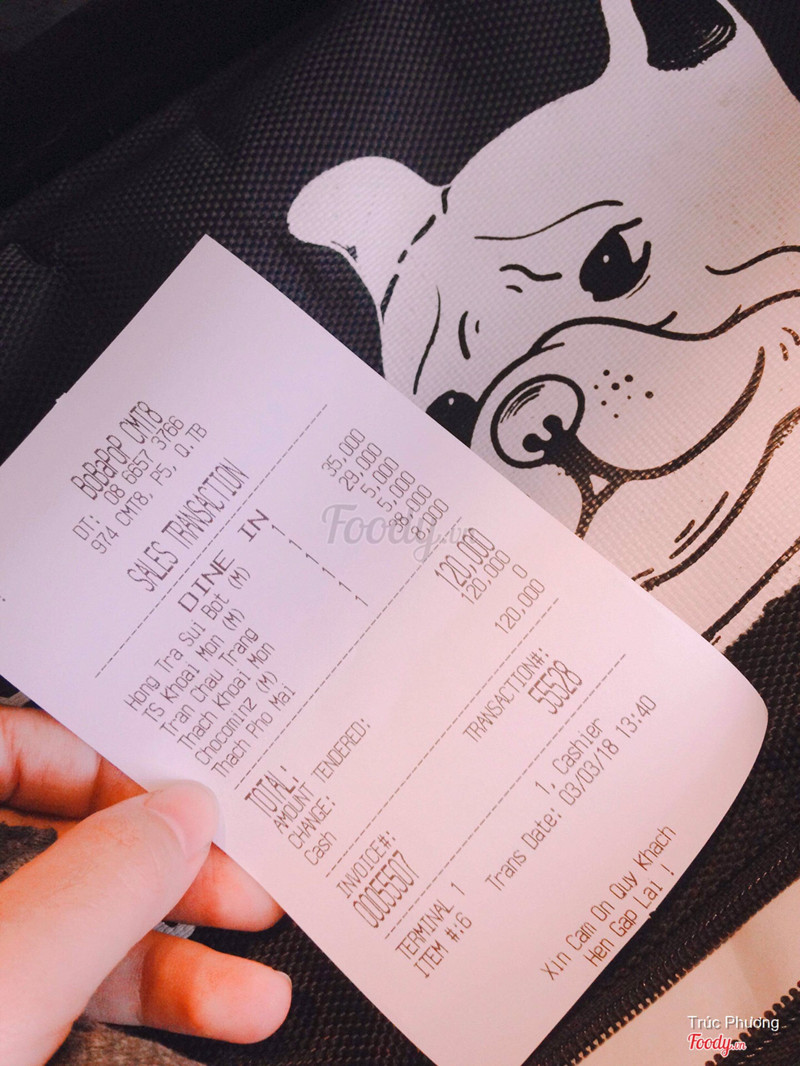 BoBaPoP CMT8
DT: 08 6657 3766
974 CMT8, P5, Q.TB
SALES TRANSACTION
DINE IN
Hong Tra Sui Bot (M) 1 35,000
TS Khoai Mon (M) 1 29,000
Tran Chau Trang 1 5,000
Thach Khoai Mon 1 5,000
Chocominz (M) 1 38,000
Thach Pho Mai 1 8,000
TOTAL: 120,000
AMOUNT TENDERED: 120,000
CHANGE: 0
Cash 120,000
INVOICE#: TRANSACTION#:
00055507 55528
TERMINAL 1 1, Cashier
ITEM #:6 Trans Date: 03/03/18 13:40
Xin Cam On Quy Khach
Hen Gap Lai !
Foody.vn
Trúc Phương
Foody.vn